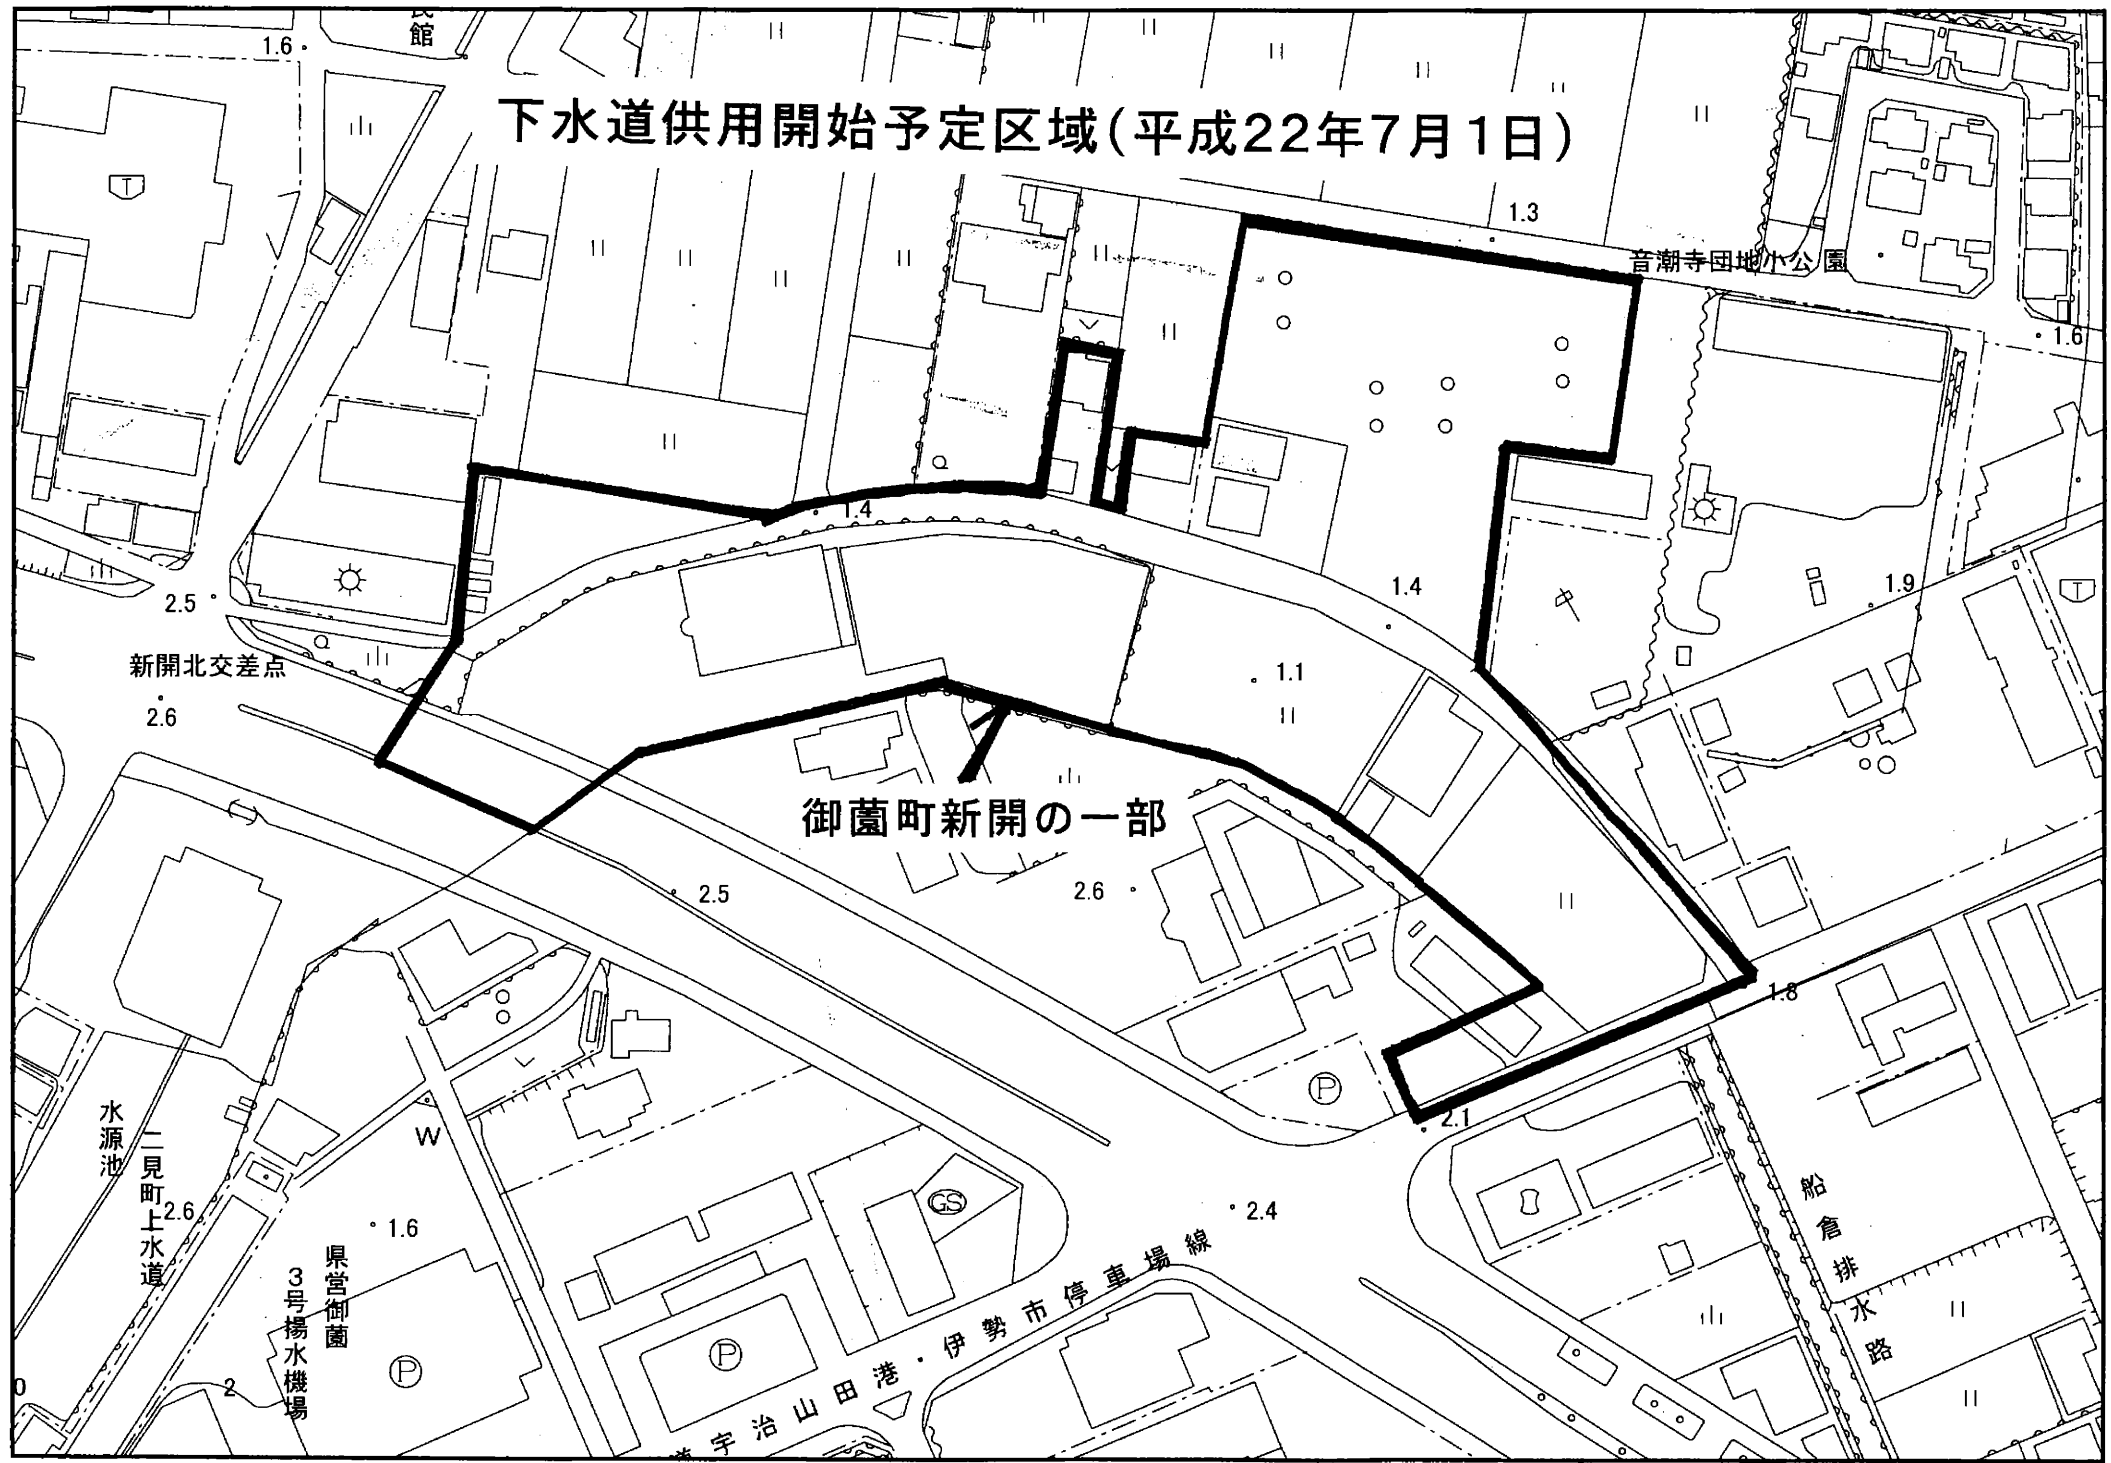 民館
1.6
下水道供用開始予定区域(平成22年7月1日)
1.3
音潮寺団地小公園
1.6
1.4
1.4
1.9
2.5
新開北交差点
2.6
1.1
御薗町新開の一部
2.5
2.6
1.8
2.1
P
水源池
二見町上水道
2.6
W
1.6
GS
2.4
船倉排水路
県営御薗
3号揚水機場
P
P
道宇治山田港・伊勢市停車場線
0
2